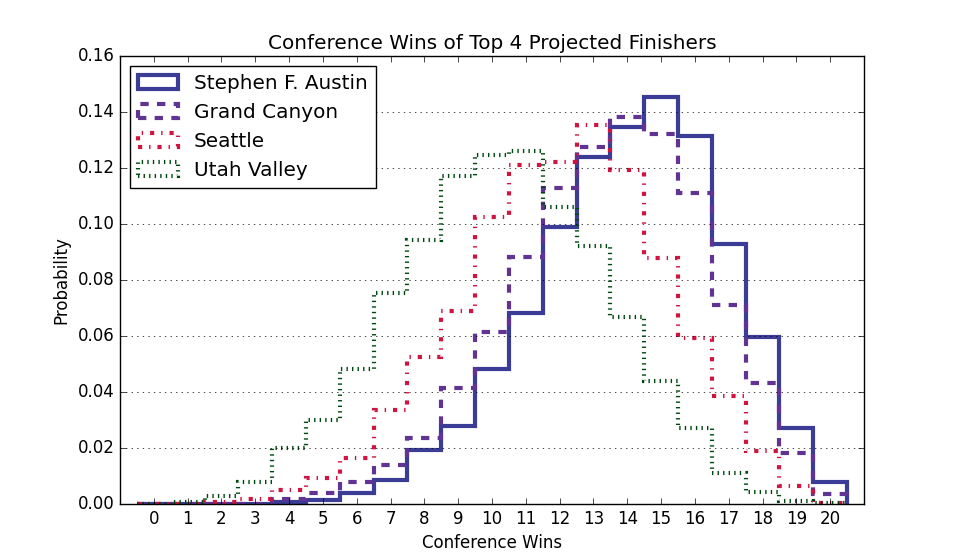 Conference Wins of Top 4 Projected Finishers
0.16
0.14
0.12
0.10
0.08
0.06
0.04
0.02
0.00
Probability
Stephen F. Austin
Grand Canyon
Seattle
Utah Valley
0 1 2 3 4 5 6 7 8 9 10 11 12 13 14 15 16 17 18 19 20
Conference Wins